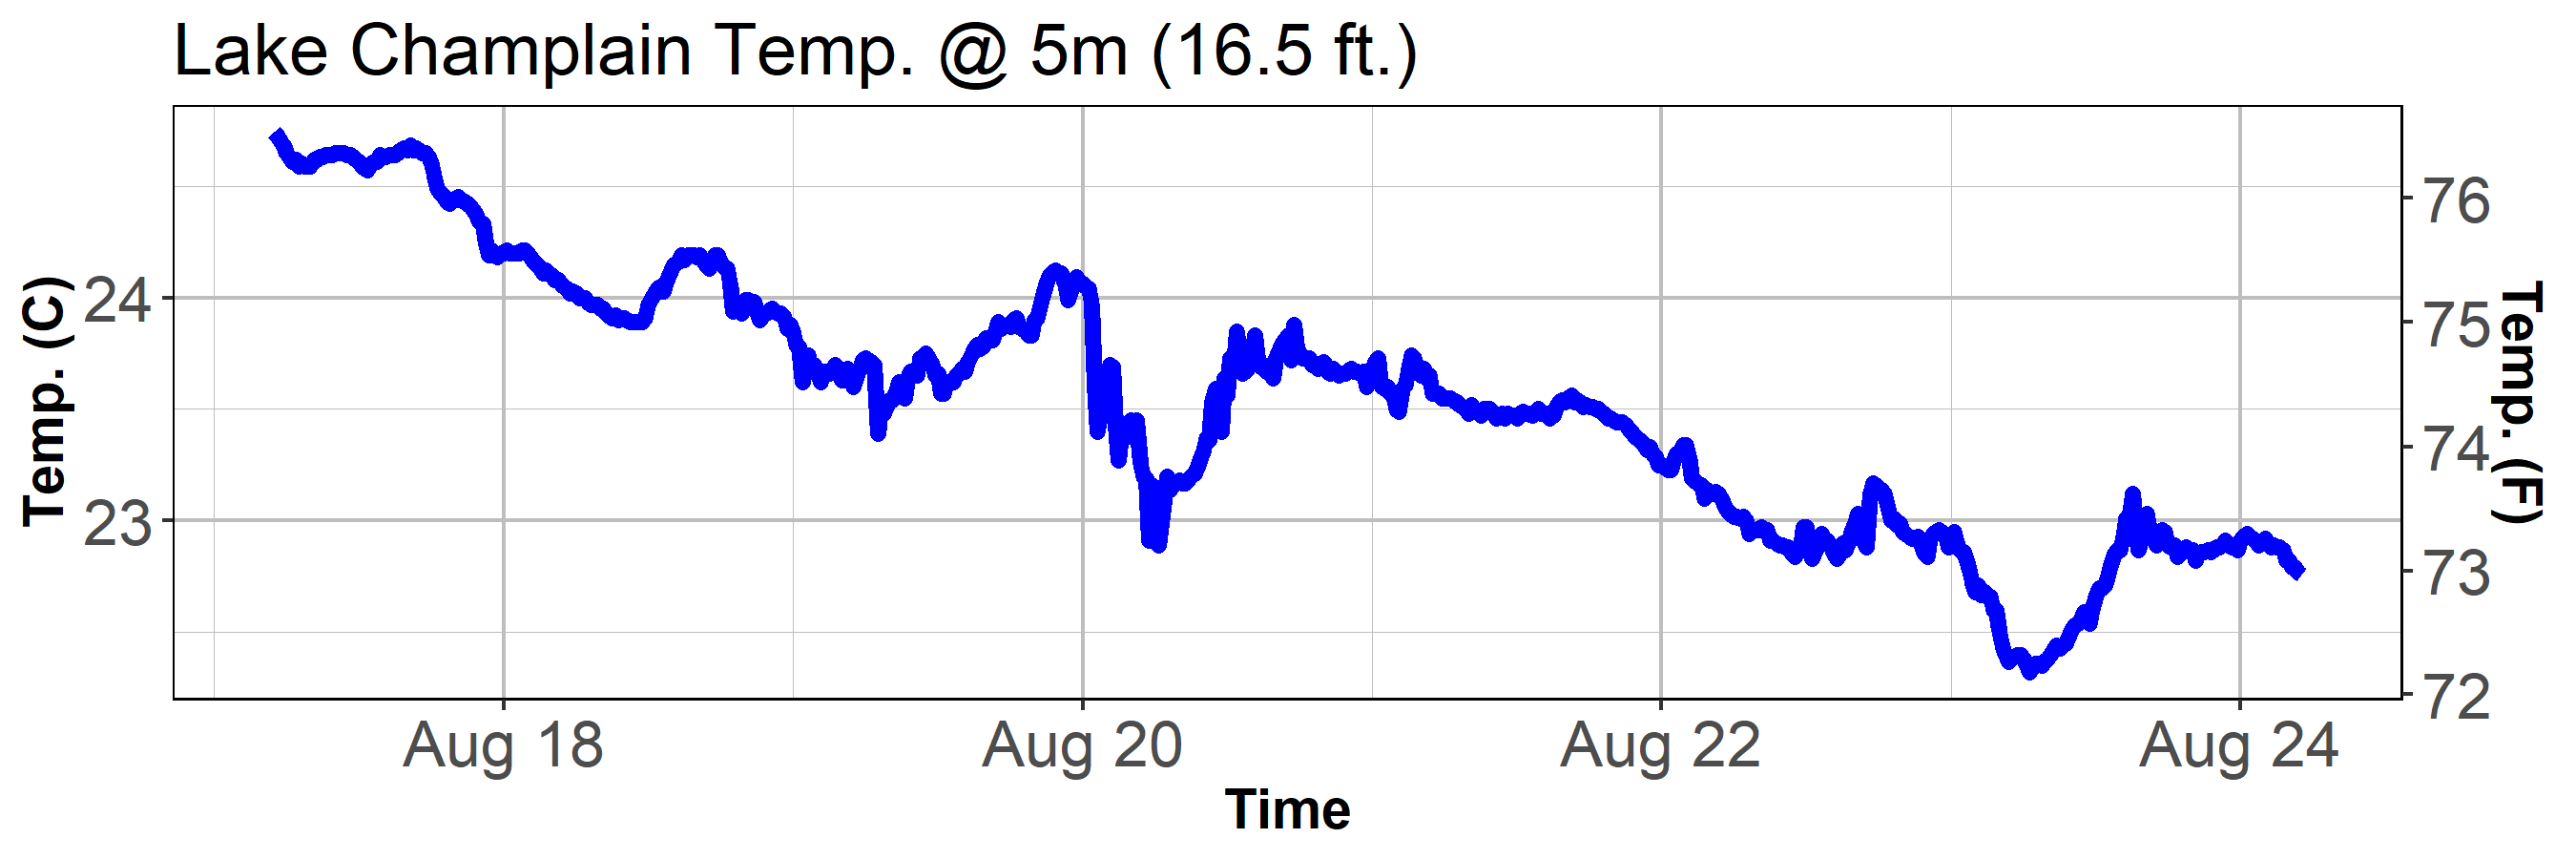 Lake Champlain Temp. @ 5m (16.5 ft.)
Temp. (C)
24
23
76
75
74
73
72
Temp. (F)
Aug 18
Aug 20
Aug 22
Aug 24
Time